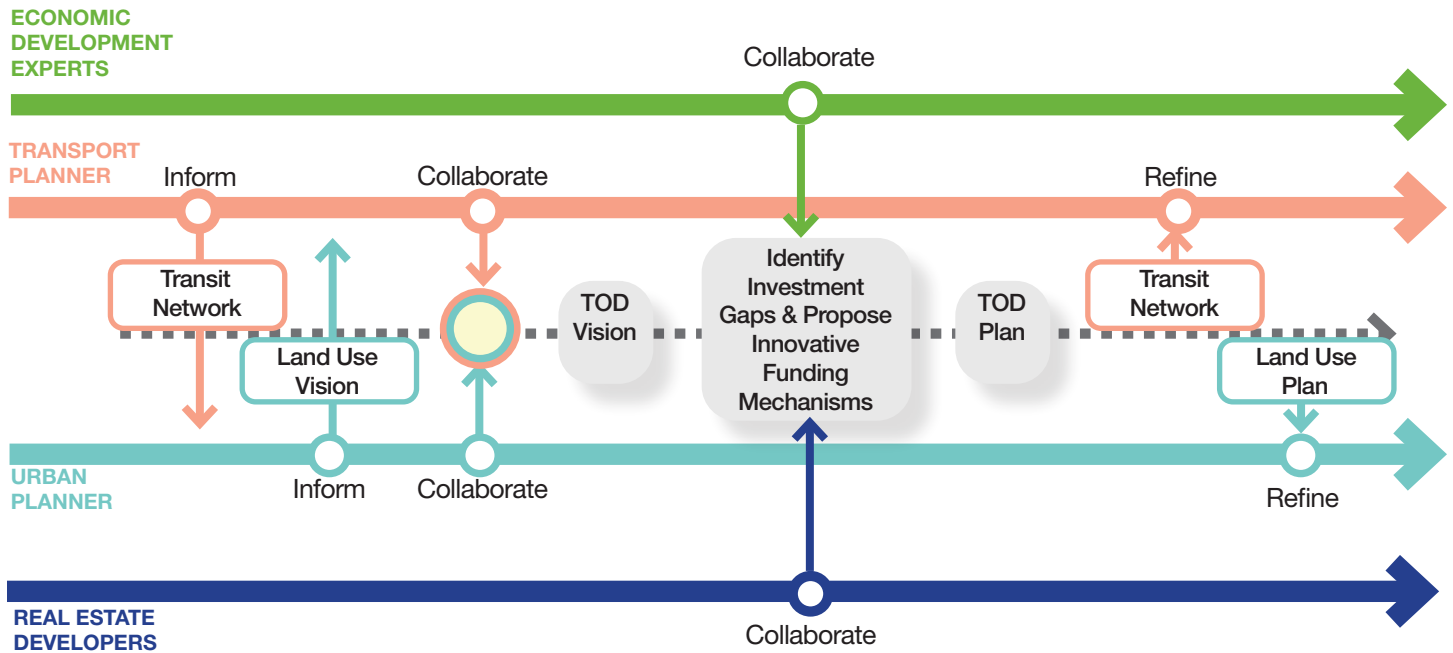 ECONOMIC
DEVELOPMENT
EXPERTS
Collaborate
TRANSPORT
PLANNER
Inform
Collaborate
Refine
Transit
Network
Land Use
Vision
TOD
Vision
Identify
Investment
Gaps & Propose
Innovative
Funding
Mechanisms
TOD
Plan
Transit
Network
Land Use
Plan
URBAN
PLANNER
Inform
Collaborate
Refine
REAL ESTATE
DEVELOPERS
Collaborate